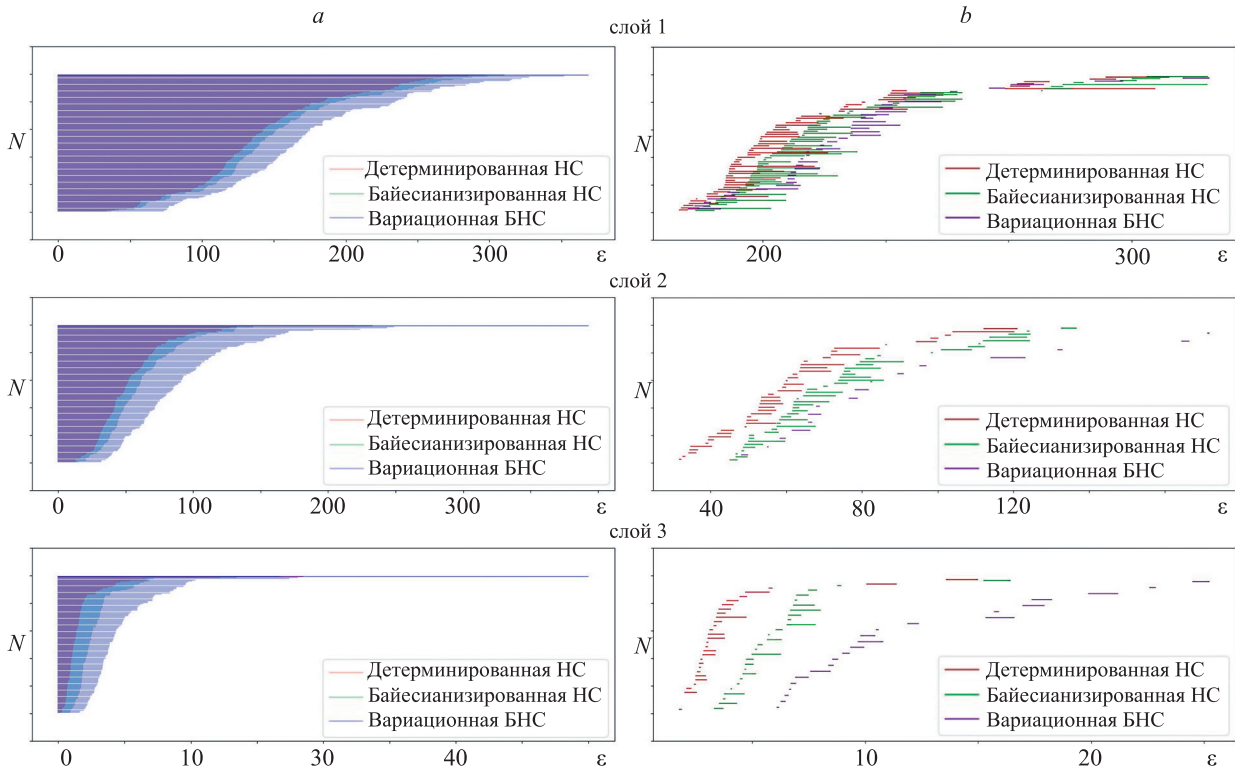 a
b
слой 1
N
Детерминированная НС
Байесианизированная НС
Вариационная БНС
0 100 200 300 ε
N
Детерминированная НС
Байесианизированная НС
Вариационная БНС
200 300 ε
слой 2
N
Детерминированная НС
Байесианизированная НС
Вариационная БНС
0 100 200 300 ε
N
Детерминированная НС
Байесианизированная НС
Вариационная БНС
40 80 120 ε
слой 3
N
Детерминированная НС
Байесианизированная НС
Вариационная БНС
0 10 30 40 ε
N
Детерминированная НС
Байесианизированная НС
Вариационная БНС
10 20 ε